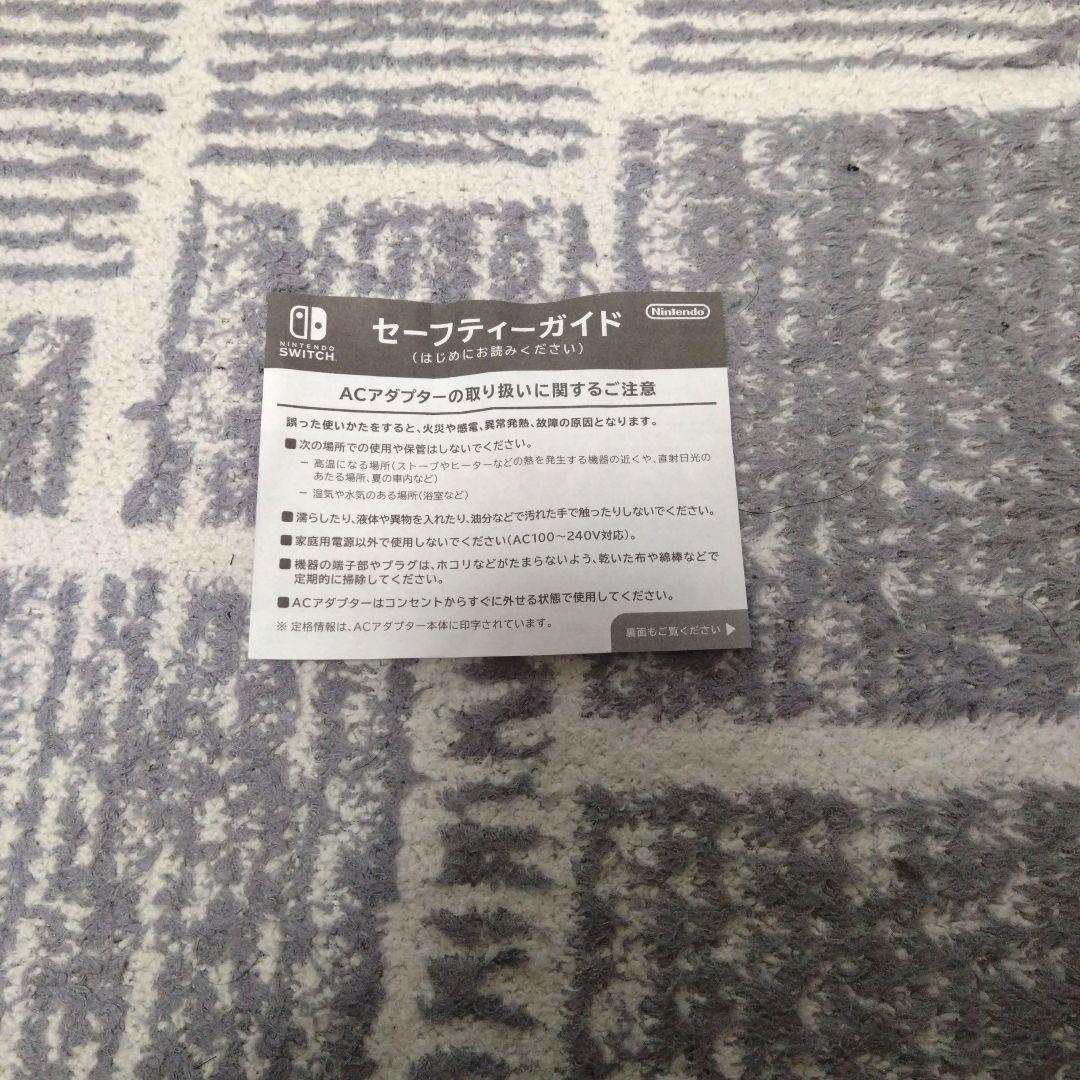 NINTENDO
SWITCH
セーフティーガイド
Nintendo
(はじめにお読みください)
ACアダプターの取り扱いに関するご注意
誤った使いかたをすると、火災や感電、異常発熱、故障の原因となります。
■次の場所での使用や保管はしないでください。
－ 高温になる場所(ストーブやヒーターなどの熱を発生する機器の近くや、直射日光の
あたる場所、夏の車内など)
－ 湿気や水気のある場所(浴室など)
■濡らしたり、液体や異物を入れたり、油分などで汚れた手で触ったりしないでください。
■家庭用電源以外で使用しないでください(AC100～240V対応)。
■機器の端子部やプラグは、ホコリなどがたまらないよう、乾いた布や綿棒などで
定期的に掃除してください。
■ACアダプターはコンセントからすぐに外せる状態で使用してください。
※ 定格情報は、ACアダプター本体に印字されています。
裏面もご覧ください ▶